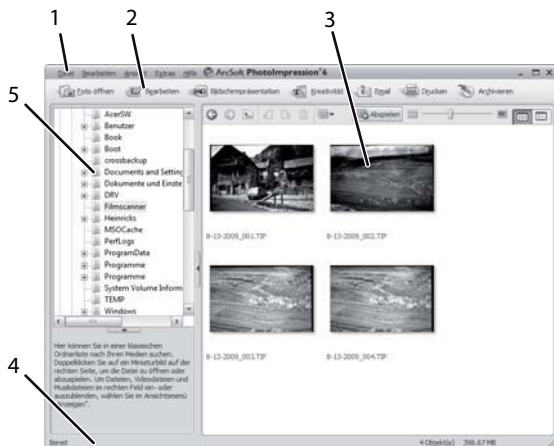 1
2
3
5
4
Datei Bearbeiten Ansicht Extras Hilfe ArcSoft PhotoImpression 6
Foto öffnen Bearbeiten Bildschirmpräsentation Kreativität Email Drucken Archivieren
Abspielen
AcerSW
Benutzer
Book
Boot
crossbackup
Documents and Setting
Dokumente und Einste
DRV
Filmscanner
Heinricks
MSOCache
PerfLogs
ProgramData
Programme
Programme
System Volume Inform
TEMP
Windows
8-13-2009_001.TIF
8-13-2009_002.TIF
8-13-2009_003.TIF
8-13-2009_004.TIF
Hier können Sie in einer klassischen
Ordnerliste nach Ihren Medien suchen.
Doppelklicken Sie auf ein Miniaturbild auf der
rechten Seite, um die Datei zu öffnen oder
abzuspielen. Um Dateien, Videodateien und
Musikdateien im rechten Feld ein- oder
auszublenden, wählen Sie im Ansichtsmenü
"Anzeigen".
Bereit
4 Objekt(e) 388.67 MB